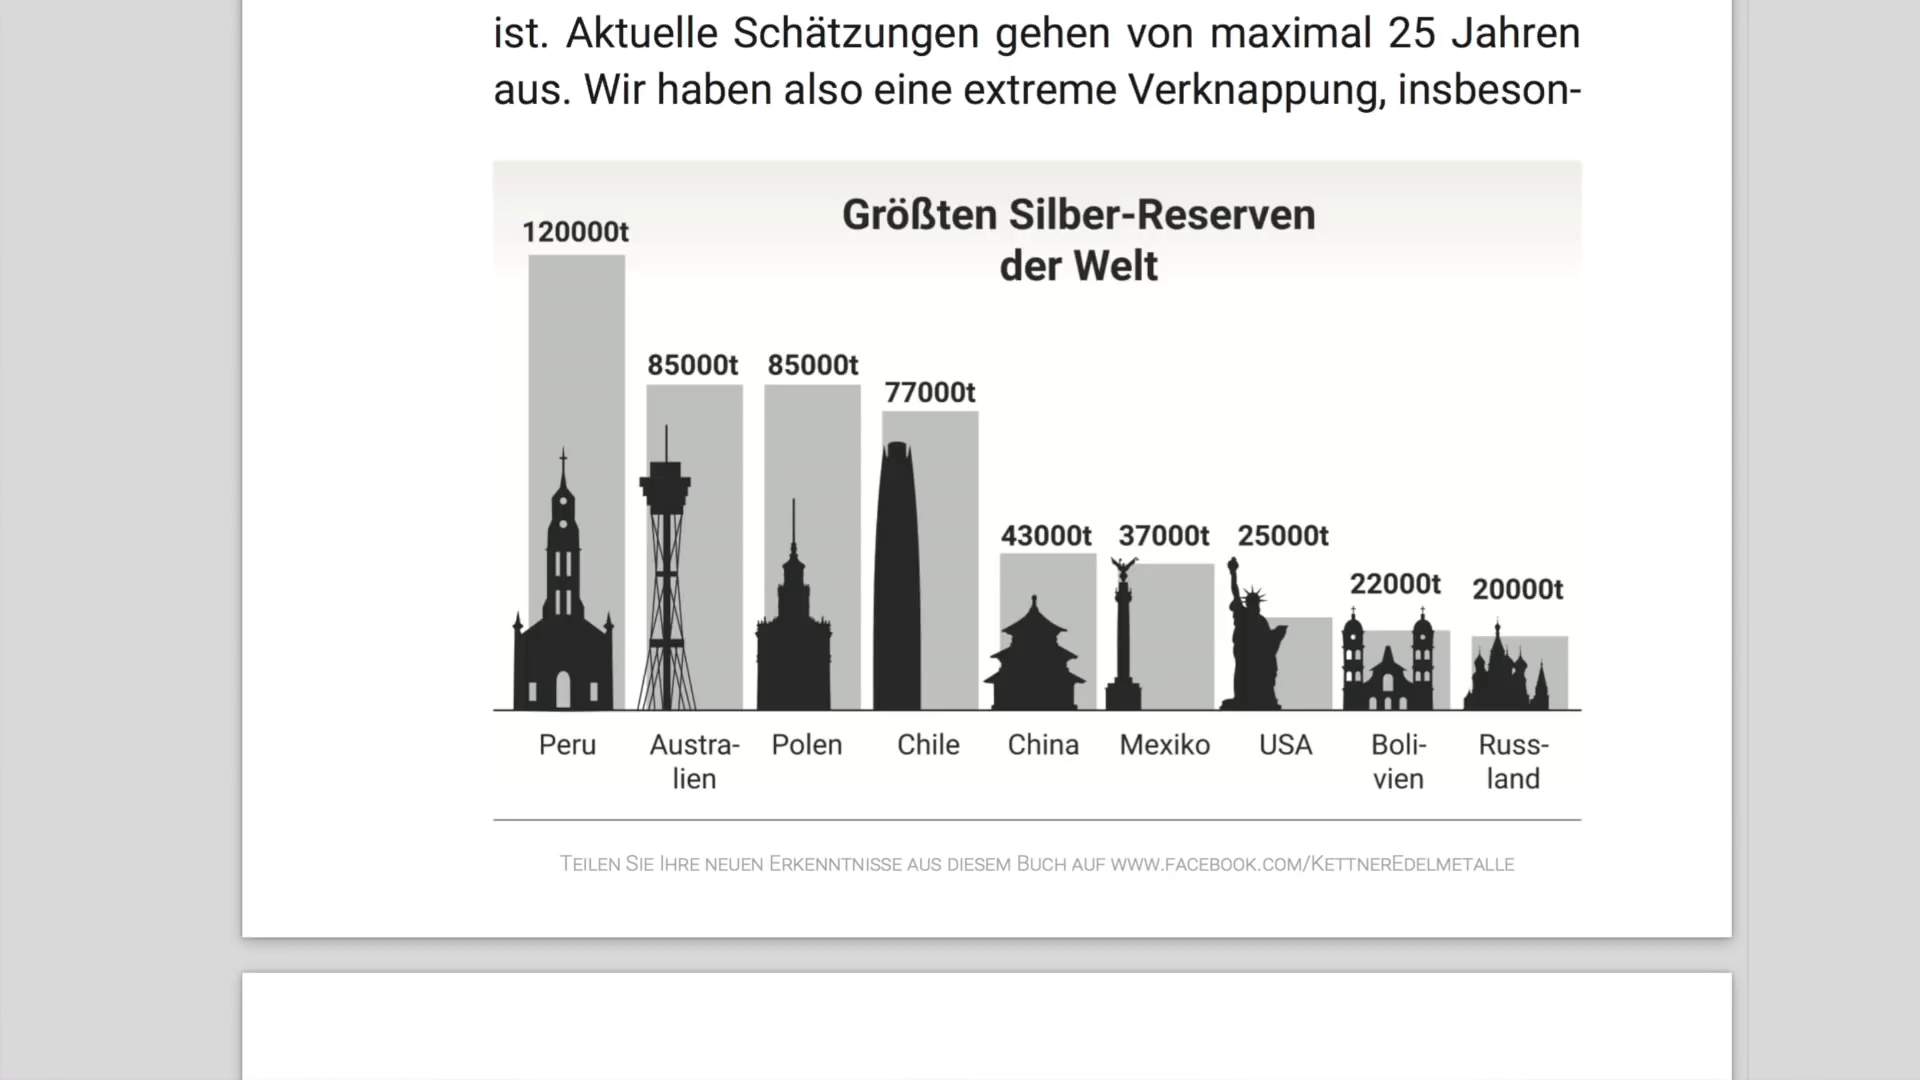 ist. Aktuelle Schätzungen gehen von maximal 25 Jahren
aus. Wir haben also eine extreme Verknappung, insbeson-
Größten Silber-Reserven
der Welt
120000t
85000t
85000t
77000t
43000t
37000t
25000t
22000t
20000t
Peru
Austra-
lien
Polen
Chile
China
Mexiko
USA
Boli-
vien
Russ-
land
Teilen Sie Ihre neuen Erkenntnisse aus diesem Buch auf www.facebook.com/KettnerEdelmetalle